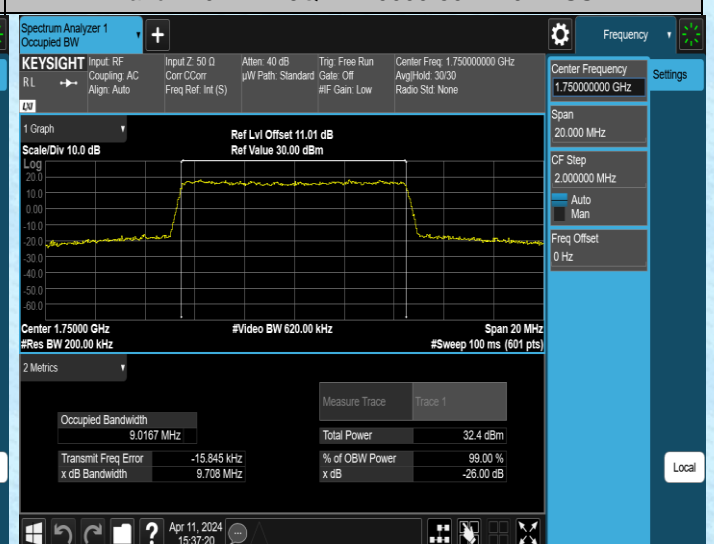 Spectrum Analyzer 1
Occupied BW
+
Frequency
KEYSIGHT
RL
Input: RF
Coupling: AC
Align: Auto
Input Z: 50 Ω
Corr CCorr
Freq Ref: Int (S)
Atten: 40 dB
µW Path: Standard
Trig: Free Run
Gate: Off
#IF Gain: Low
Center Freq: 1.750000000 GHz
Avg|Hold: 30/30
Radio Std: None
Center Frequency
1.750000000 GHz
Settings
Span
20.000 MHz
CF Step
2.000000 MHz
Auto
Man
Freq Offset
0 Hz
Local
1 Graph
Scale/Div 10.0 dB
Ref Lvl Offset 11.01 dB
Ref Value 30.00 dBm
Log
20.0
10.0
0.00
-10.0
-20.0
-30.0
-40.0
-50.0
-60.0
Center 1.75000 GHz
#Res BW 200.00 kHz
#Video BW 620.00 kHz
Span 20 MHz
#Sweep 100 ms (601 pts)
2 Metrics
Measure Trace
Trace 1
Occupied Bandwidth
9.0167 MHz
Total Power
32.4 dBm
Transmit Freq Error
-15.845 kHz
% of OBW Power
99.00 %
x dB Bandwidth
9.708 MHz
x dB
-26.00 dB
?
Apr 11, 2024
15:37:20